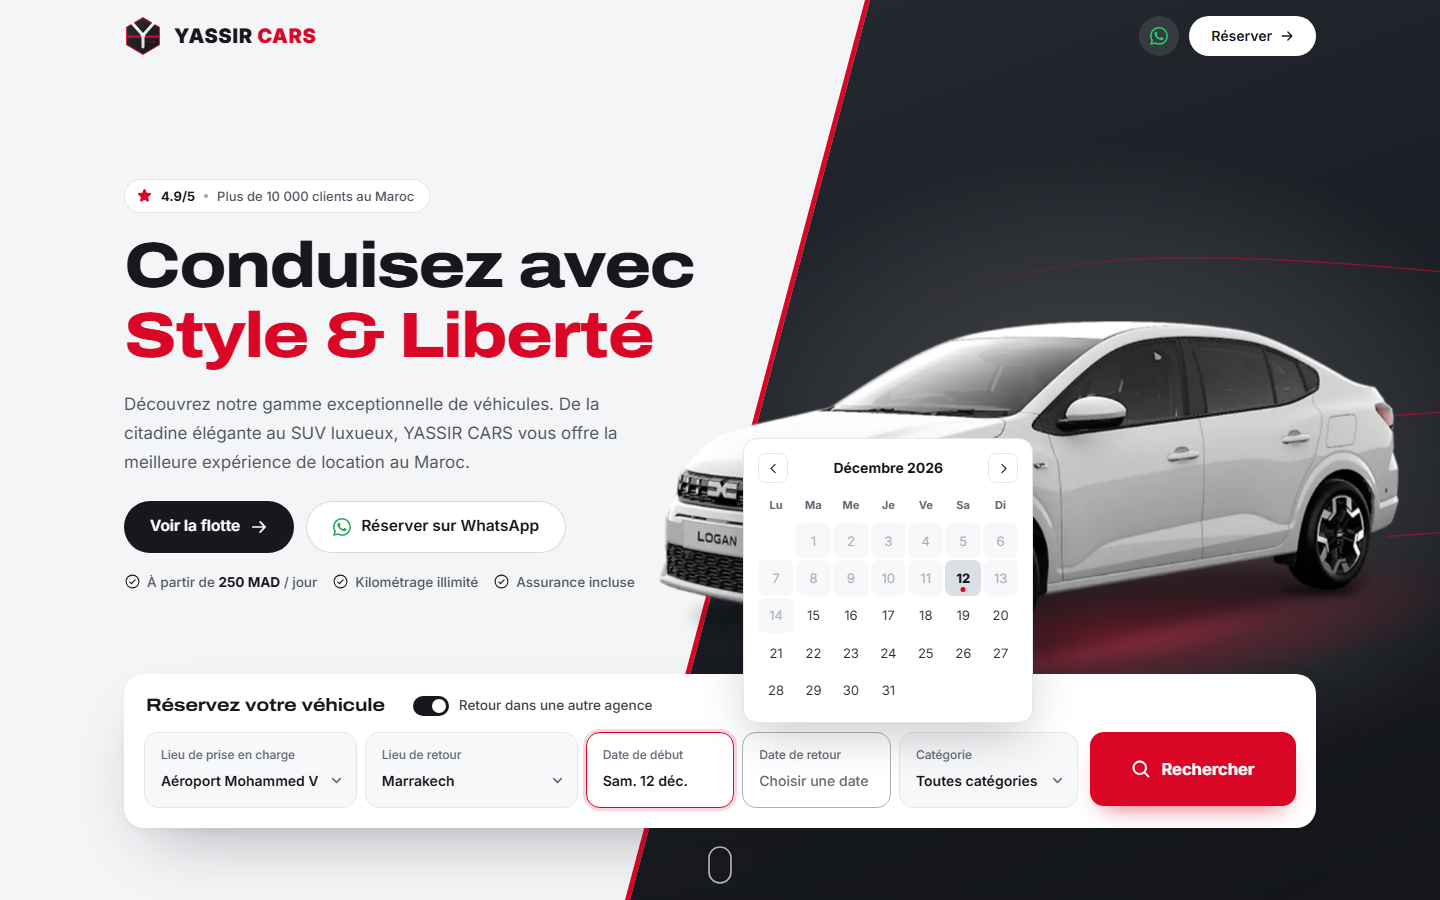 YASSIR CARS
Réserver
4.9/5 • Plus de 10 000 clients au Maroc
Conduisez avec
Style & Liberté
Découvrez notre gamme exceptionnelle de véhicules. De la
citadine élégante au SUV luxueux, YASSIR CARS vous offre la
meilleure expérience de location au Maroc.
Voir la flotte
Réserver sur WhatsApp
À partir de 250 MAD / jour
Kilométrage illimité
Assurance incluse
LOGAN
Décembre 2026
Lu Ma Me Je Ve Sa Di
1 2 3 4 5 6
7 8 9 10 11 12 13
14 15 16 17 18 19 20
21 22 23 24 25 26 27
28 29 30 31
Réservez votre véhicule
Retour dans une autre agence
Lieu de prise en charge
Aéroport Mohammed V
Lieu de retour
Marrakech
Date de début
Sam. 12 déc.
Date de retour
Choisir une date
Catégorie
Toutes catégories
Rechercher